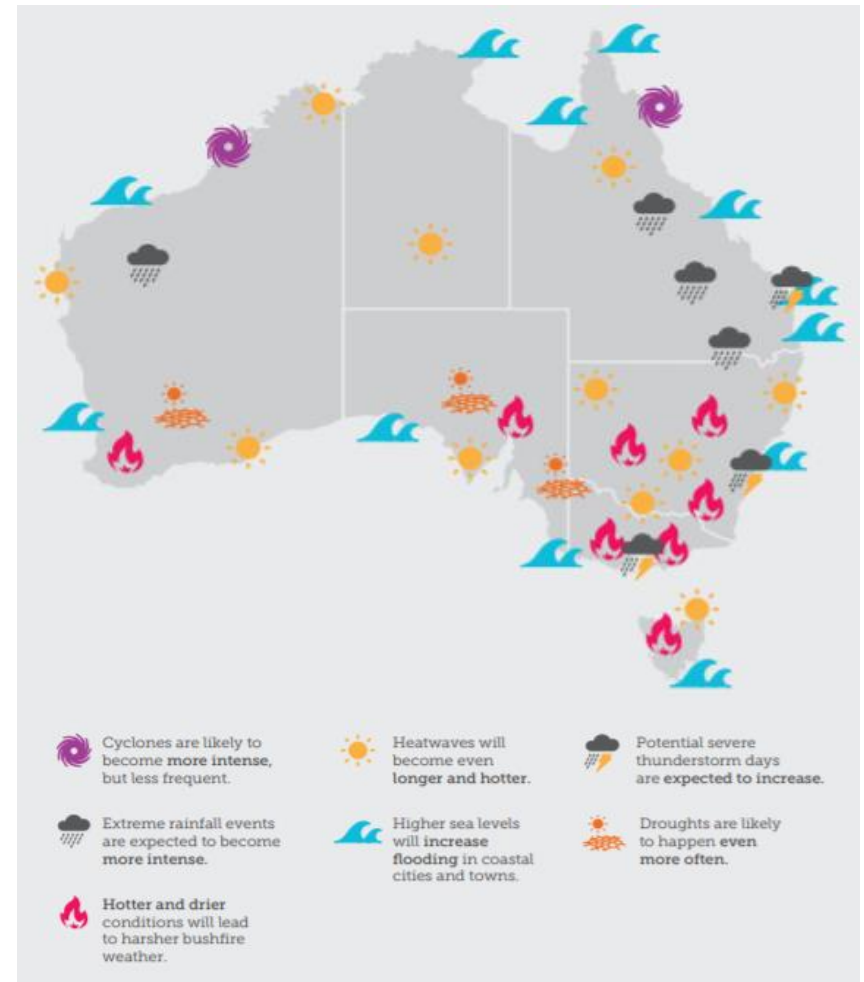 Cyclones are likely to
become more intense,
but less frequent.
Heatwaves will
become even
longer and hotter.
Potential severe
thunderstorm days
are expected to increase.
Extreme rainfall events
are expected to become
more intense.
Higher sea levels
will increase
flooding in coastal
cities and towns.
Droughts are likely
to happen even
more often.
Hotter and drier
conditions will lead
to harsher bushfire
weather.